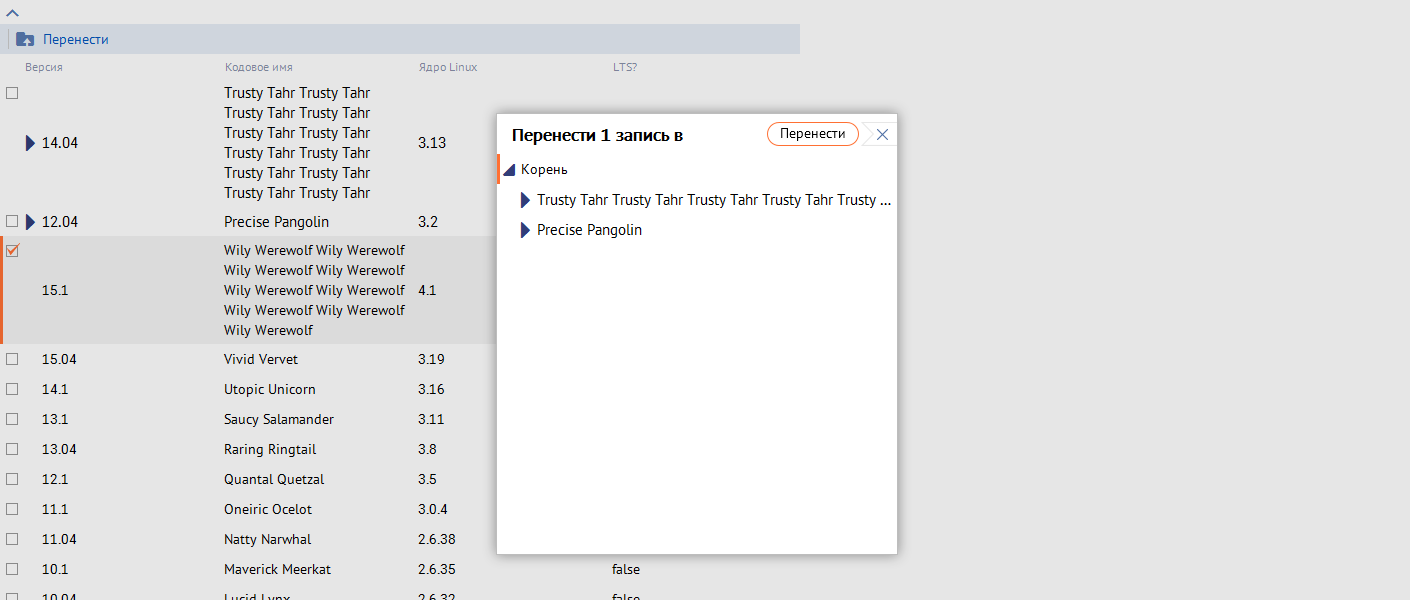 Перенести
Версия Кодовое имя Ядро Linux LTS?
Trusty Tahr Trusty Tahr
Trusty Tahr Trusty Tahr
Trusty Tahr Trusty Tahr
14.04 3.13
Trusty Tahr Trusty Tahr
Trusty Tahr Trusty Tahr
Trusty Tahr Trusty Tahr
12.04 Precise Pangolin 3.2
Wily Werewolf Wily Werewolf
Wily Werewolf Wily Werewolf
15.1 Wily Werewolf Wily Werewolf 4.1
Wily Werewolf Wily Werewolf
Wily Werewolf
15.04 Vivid Vervet 3.19
14.1 Utopic Unicorn 3.16
13.1 Saucy Salamander 3.11
13.04 Raring Ringtail 3.8
12.1 Quantal Quetzal 3.5
11.1 Oneiric Ocelot 3.0.4
11.04 Natty Narwhal 2.6.38
10.1 Maverick Meerkat 2.6.35 false
10.04 Lucid Lynx 2.6.32 false
Перенести 1 запись в Перенести
Корень
Trusty Tahr Trusty Tahr Trusty Tahr Trusty Tahr Trusty ...
Precise Pangolin